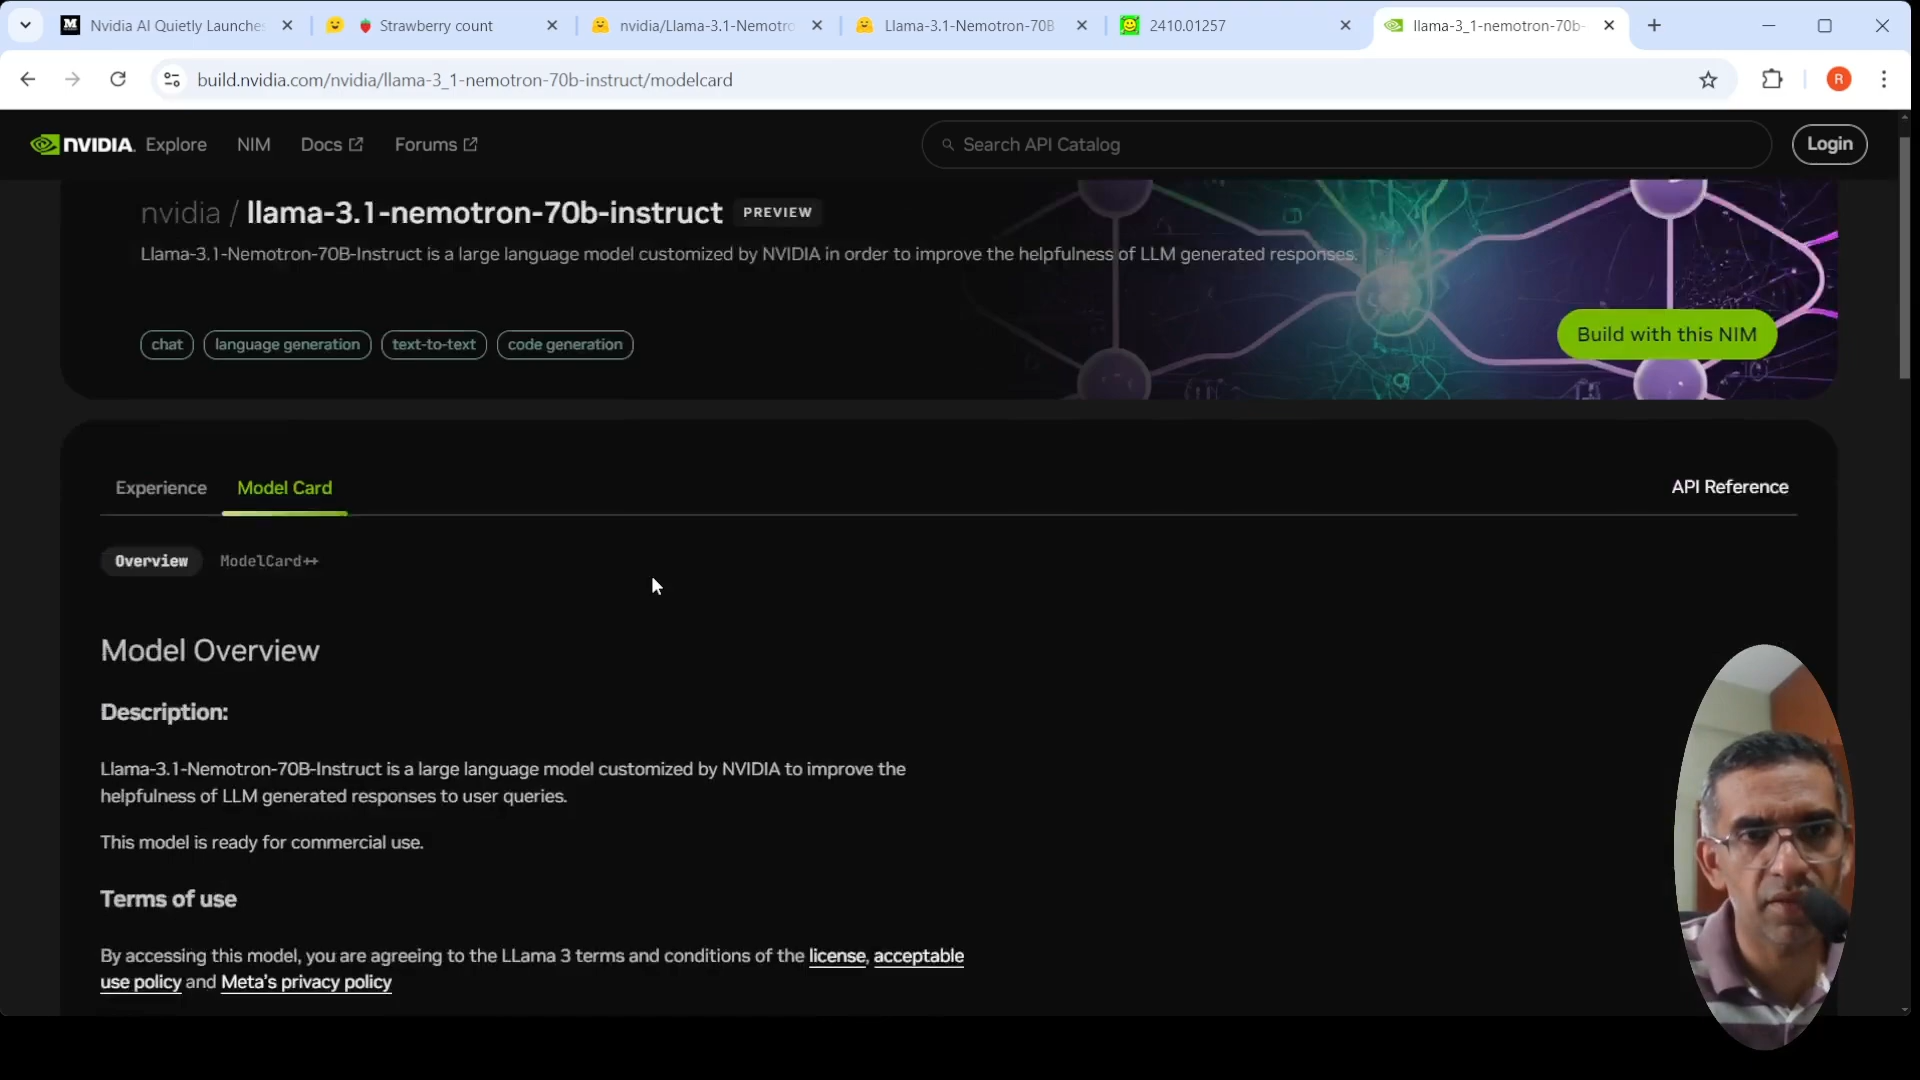 Nvidia AI Quietly Launches
Strawberry count
nvidia/Llama-3.1-Nemotro
Llama-3.1-Nemotron-70B
2410.01257
llama-3_1-nemotron-70b-
build.nvidia.com/nvidia/llama-3_1-nemotron-70b-instruct/modelcard
R
NVIDIA. Explore NIM Docs Forums
Search API Catalog
Login
nvidia / llama-3.1-nemotron-70b-instruct PREVIEW
Llama-3.1-Nemotron-70B-Instruct is a large language model customized by NVIDIA in order to improve the helpfulness of LLM generated responses.
chat language generation text-to-text code generation
Build with this NIM
Experience Model Card
API Reference
Overview ModelCard++
Model Overview
Description:
Llama-3.1-Nemotron-70B-Instruct is a large language model customized by NVIDIA to improve the
helpfulness of LLM generated responses to user queries.
This model is ready for commercial use.
Terms of use
By accessing this model, you are agreeing to the LLama 3 terms and conditions of the license, acceptable
use policy and Meta's privacy policy